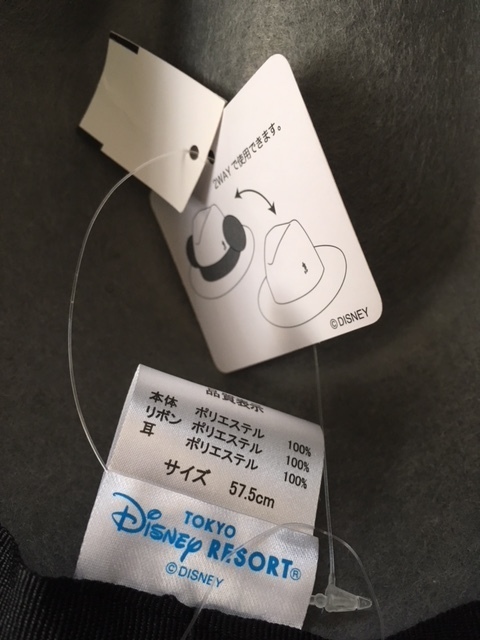 2WAYで使用できます。
©DISNEY
品質表示
本体 ポリエステル 100%
リボン ポリエステル 100%
耳 ポリエステル 100%
サイズ 57.5cm
TOKYO
DISNEY RESORT®
©DISNEY